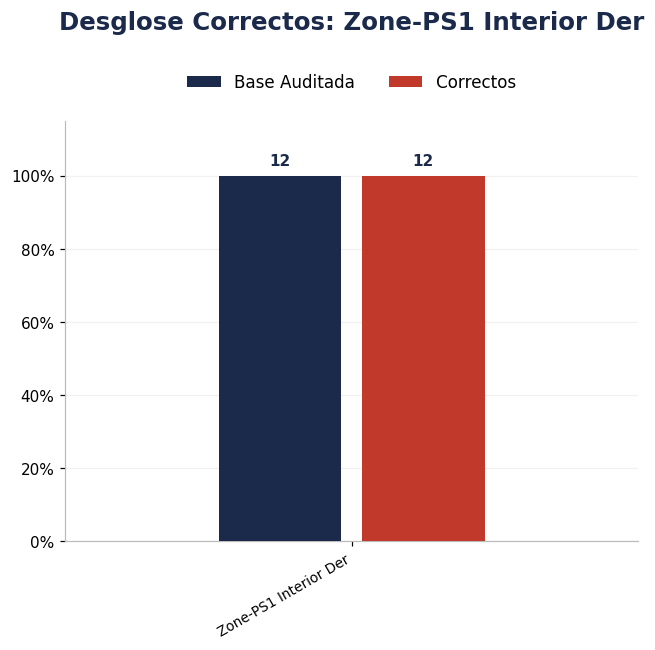 Desglose Correctos: Zone-PS1 Interior Der
Base Auditada
Correctos
12
12
100%
80%
60%
40%
20%
0%
Zone-PS1 Interior Der